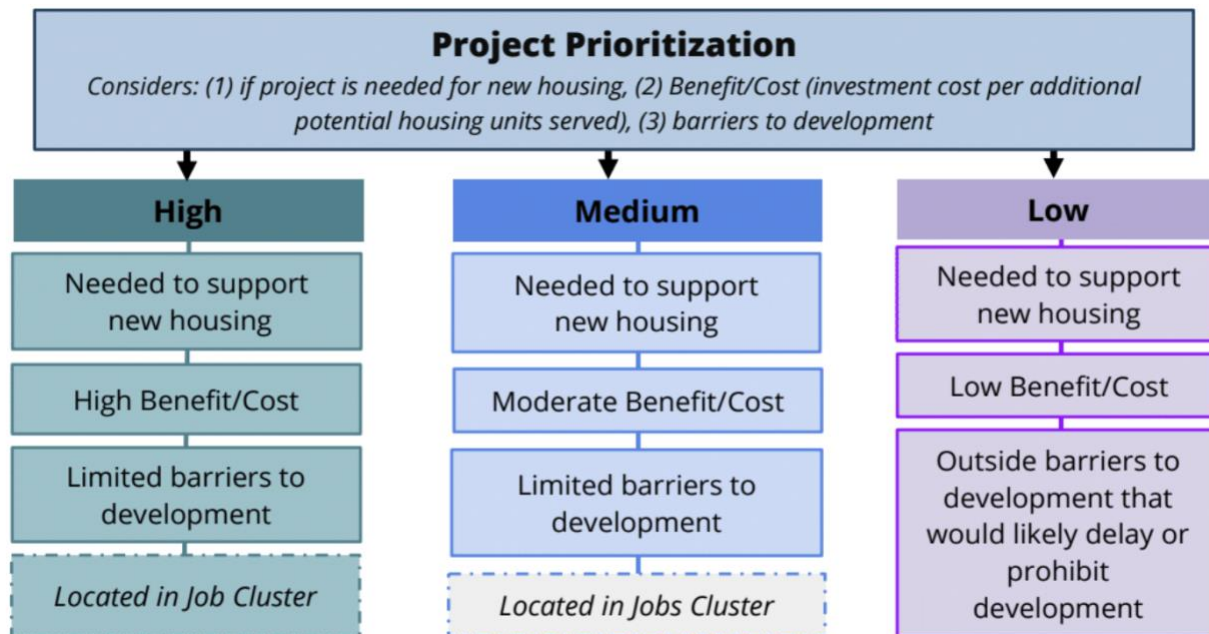 Project Prioritization
Considers: (1) if project is needed for new housing, (2) Benefit/Cost (investment cost per additional
potential housing units served), (3) barriers to development
High
Needed to support
new housing
High Benefit/Cost
Limited barriers to
development
Located in Job Cluster
Medium
Needed to support
new housing
Moderate Benefit/Cost
Limited barriers to
development
Located in Jobs Cluster
Low
Needed to support
new housing
Low Benefit/Cost
Outside barriers to
development that
would likely delay or
prohibit
development